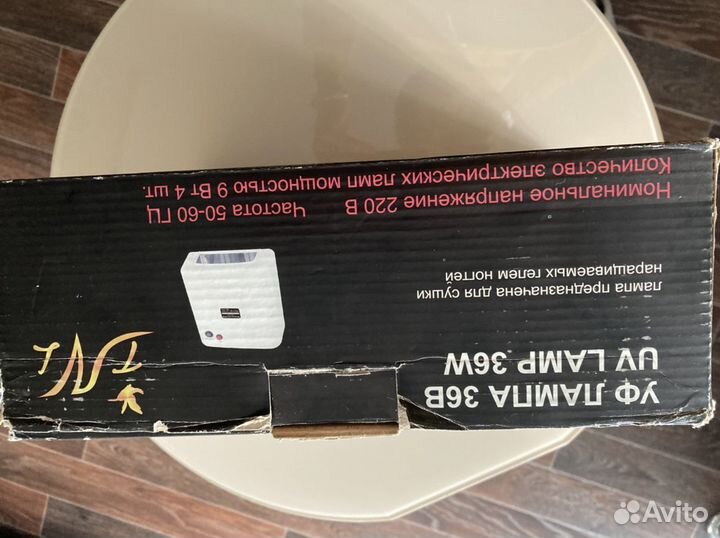 УФ ЛАМПА 36В
UV LAMP 36W
TNL
лампа предназначена для сушки
наращиваемых гелем ногтей
Номинальное напряжение 220 В Частота 50-60 ГЦ
Количество электрических ламп мощностью 9 Вт 4 шт.
Avito